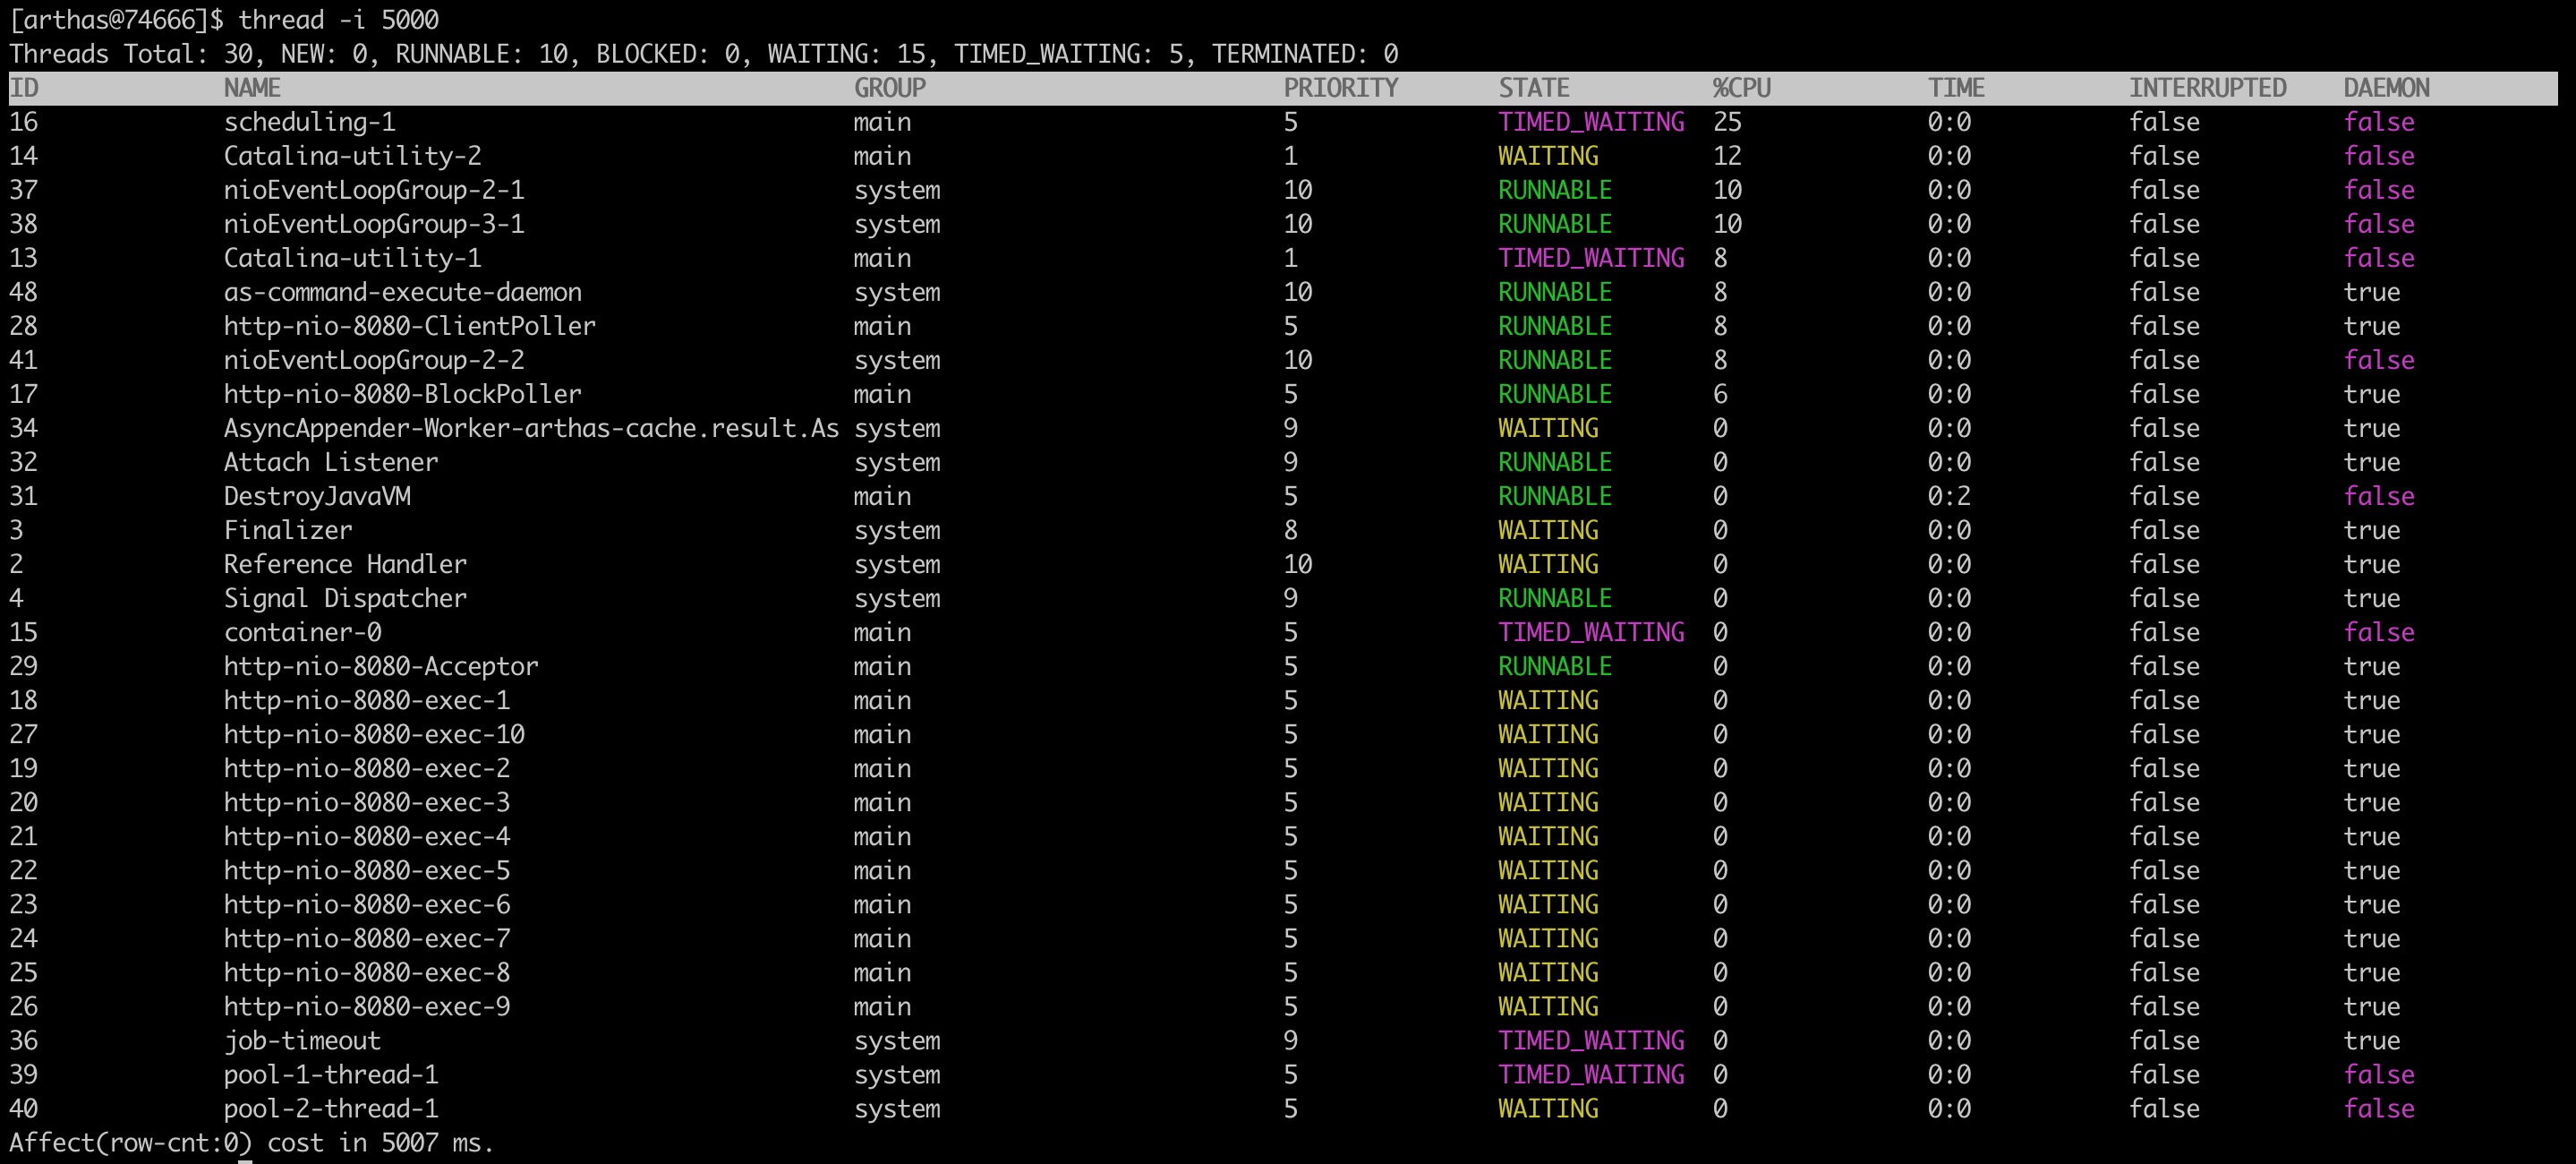 [arthas@74666]$ thread -i 5000
Threads Total: 30, NEW: 0, RUNNABLE: 10, BLOCKED: 0, WAITING: 15, TIMED_WAITING: 5, TERMINATED: 0
ID NAME GROUP PRIORITY STATE %CPU TIME INTERRUPTED DAEMON
16 scheduling-1 main 5 TIMED_WAITING 25 0:0 false false
14 Catalina-utility-2 main 1 WAITING 12 0:0 false false
37 nioEventLoopGroup-2-1 system 10 RUNNABLE 10 0:0 false false
38 nioEventLoopGroup-3-1 system 10 RUNNABLE 10 0:0 false false
13 Catalina-utility-1 main 1 TIMED_WAITING 8 0:0 false false
48 as-command-execute-daemon system 10 RUNNABLE 8 0:0 false true
28 http-nio-8080-ClientPoller main 5 RUNNABLE 8 0:0 false true
41 nioEventLoopGroup-2-2 system 10 RUNNABLE 8 0:0 false false
17 http-nio-8080-BlockPoller main 5 RUNNABLE 6 0:0 false true
34 AsyncAppender-Worker-arthas-cache.result.As system 9 WAITING 0 0:0 false true
32 Attach Listener system 9 RUNNABLE 0 0:0 false true
31 DestroyJavaVM main 5 RUNNABLE 0 0:2 false false
3 Finalizer system 8 WAITING 0 0:0 false true
2 Reference Handler system 10 WAITING 0 0:0 false true
4 Signal Dispatcher system 9 RUNNABLE 0 0:0 false true
15 container-0 main 5 TIMED_WAITING 0 0:0 false false
29 http-nio-8080-Acceptor main 5 RUNNABLE 0 0:0 false true
18 http-nio-8080-exec-1 main 5 WAITING 0 0:0 false true
27 http-nio-8080-exec-10 main 5 WAITING 0 0:0 false true
19 http-nio-8080-exec-2 main 5 WAITING 0 0:0 false true
20 http-nio-8080-exec-3 main 5 WAITING 0 0:0 false true
21 http-nio-8080-exec-4 main 5 WAITING 0 0:0 false true
22 http-nio-8080-exec-5 main 5 WAITING 0 0:0 false true
23 http-nio-8080-exec-6 main 5 WAITING 0 0:0 false true
24 http-nio-8080-exec-7 main 5 WAITING 0 0:0 false true
25 http-nio-8080-exec-8 main 5 WAITING 0 0:0 false true
26 http-nio-8080-exec-9 main 5 WAITING 0 0:0 false true
36 job-timeout system 9 TIMED_WAITING 0 0:0 false true
39 pool-1-thread-1 system 5 TIMED_WAITING 0 0:0 false false
40 pool-2-thread-1 system 5 WAITING 0 0:0 false false
Affect(row-cnt:0) cost in 5007 ms.